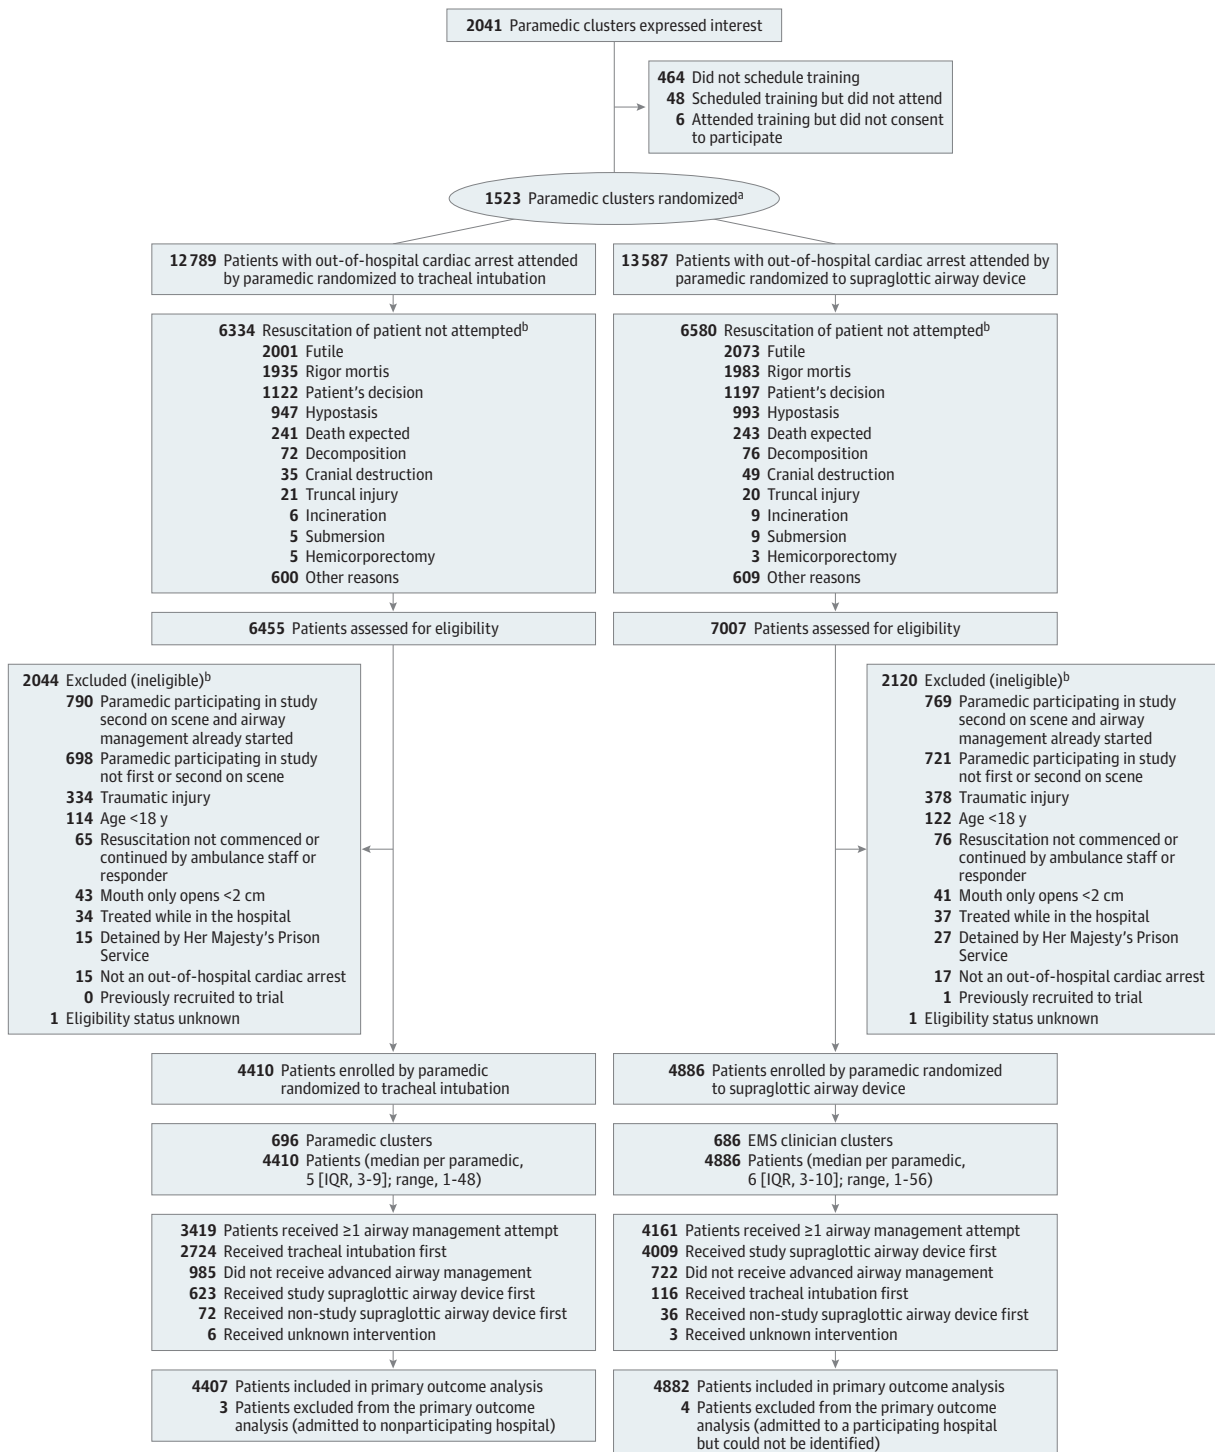 2041 Paramedic clusters expressed interest
464 Did not schedule training
48 Scheduled training but did not attend
6 Attended training but did not consent
to participate
1523 Paramedic clusters randomizedᵃ
12 789 Patients with out-of-hospital cardiac arrest attended
by paramedic randomized to tracheal intubation
13 587 Patients with out-of-hospital cardiac arrest attended by
paramedic randomized to supraglottic airway device
6334 Resuscitation of patient not attemptedᵇ
2001 Futile
1935 Rigor mortis
1122 Patient's decision
947 Hypostasis
241 Death expected
72 Decomposition
35 Cranial destruction
21 Truncal injury
6 Incineration
5 Submersion
5 Hemicorporectomy
600 Other reasons
6580 Resuscitation of patient not attemptedᵇ
2073 Futile
1983 Rigor mortis
1197 Patient's decision
993 Hypostasis
243 Death expected
76 Decomposition
49 Cranial destruction
20 Truncal injury
9 Incineration
9 Submersion
3 Hemicorporectomy
609 Other reasons
6455 Patients assessed for eligibility
7007 Patients assessed for eligibility
2044 Excluded (ineligible)ᵇ
790 Paramedic participating in study
second on scene and airway
management already started
698 Paramedic participating in study
not first or second on scene
334 Traumatic injury
114 Age <18 y
65 Resuscitation not commenced or
continued by ambulance staff or
responder
43 Mouth only opens <2 cm
34 Treated while in the hospital
15 Detained by Her Majesty's Prison
Service
15 Not an out-of-hospital cardiac arrest
0 Previously recruited to trial
1 Eligibility status unknown
2120 Excluded (ineligible)ᵇ
769 Paramedic participating in study
second on scene and airway
management already started
721 Paramedic participating in study
not first or second on scene
378 Traumatic injury
122 Age <18 y
76 Resuscitation not commenced or
continued by ambulance staff or
responder
41 Mouth only opens <2 cm
37 Treated while in the hospital
27 Detained by Her Majesty's Prison
Service
17 Not an out-of-hospital cardiac arrest
1 Previously recruited to trial
1 Eligibility status unknown
4410 Patients enrolled by paramedic
randomized to tracheal intubation
4886 Patients enrolled by paramedic randomized
to supraglottic airway device
696 Paramedic clusters
4410 Patients (median per paramedic,
5 [IQR, 3-9]; range, 1-48)
686 EMS clinician clusters
4886 Patients (median per paramedic,
6 [IQR, 3-10]; range, 1-56)
3419 Patients received ≥1 airway management attempt
2724 Received tracheal intubation first
985 Did not receive advanced airway management
623 Received study supraglottic airway device first
72 Received non-study supraglottic airway device first
6 Received unknown intervention
4161 Patients received ≥1 airway management attempt
4009 Received study supraglottic airway device first
722 Did not receive advanced airway management
116 Received tracheal intubation first
36 Received non-study supraglottic airway device first
3 Received unknown intervention
4407 Patients included in primary outcome analysis
3 Patients excluded from the primary outcome
analysis (admitted to nonparticipating hospital)
4882 Patients included in primary outcome analysis
4 Patients excluded from the primary outcome
analysis (admitted to a participating hospital
but could not be identified)